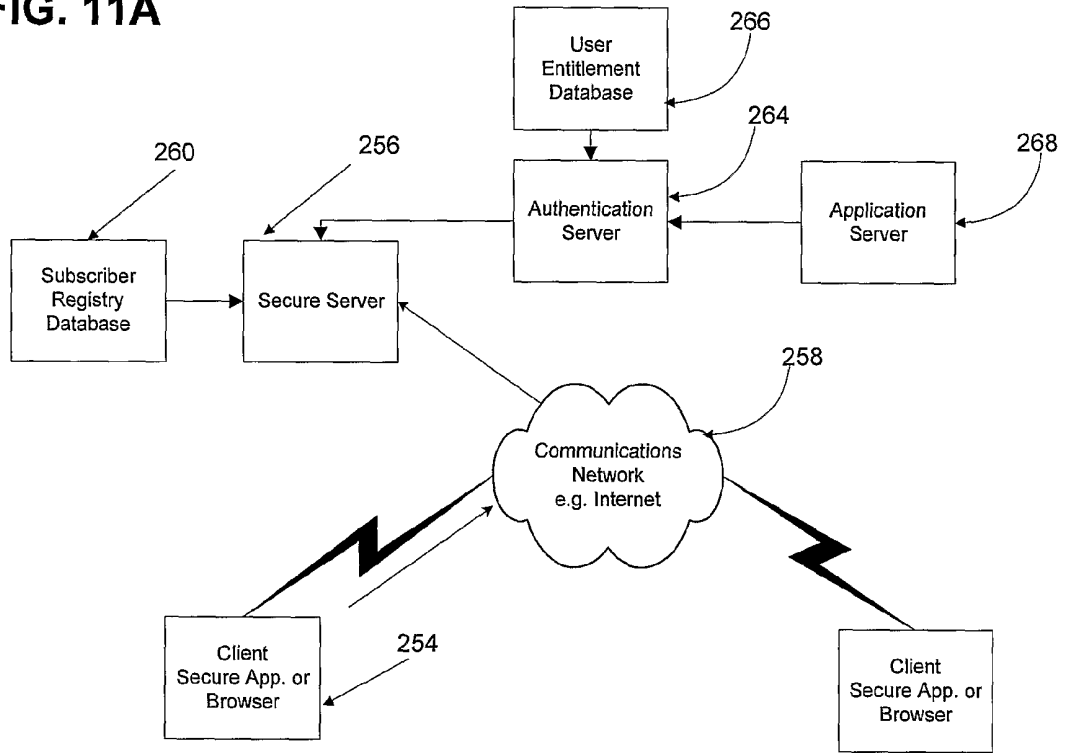 FIG. 11A
266
User
Entitlement
Database
264
268
260
256
Authentication
Server
Application
Server
Subscriber
Registry
Database
Secure Server
258
Communications
Network
e.g. Internet
254
Client
Secure App. or
Browser
Client
Secure App. or
Browser